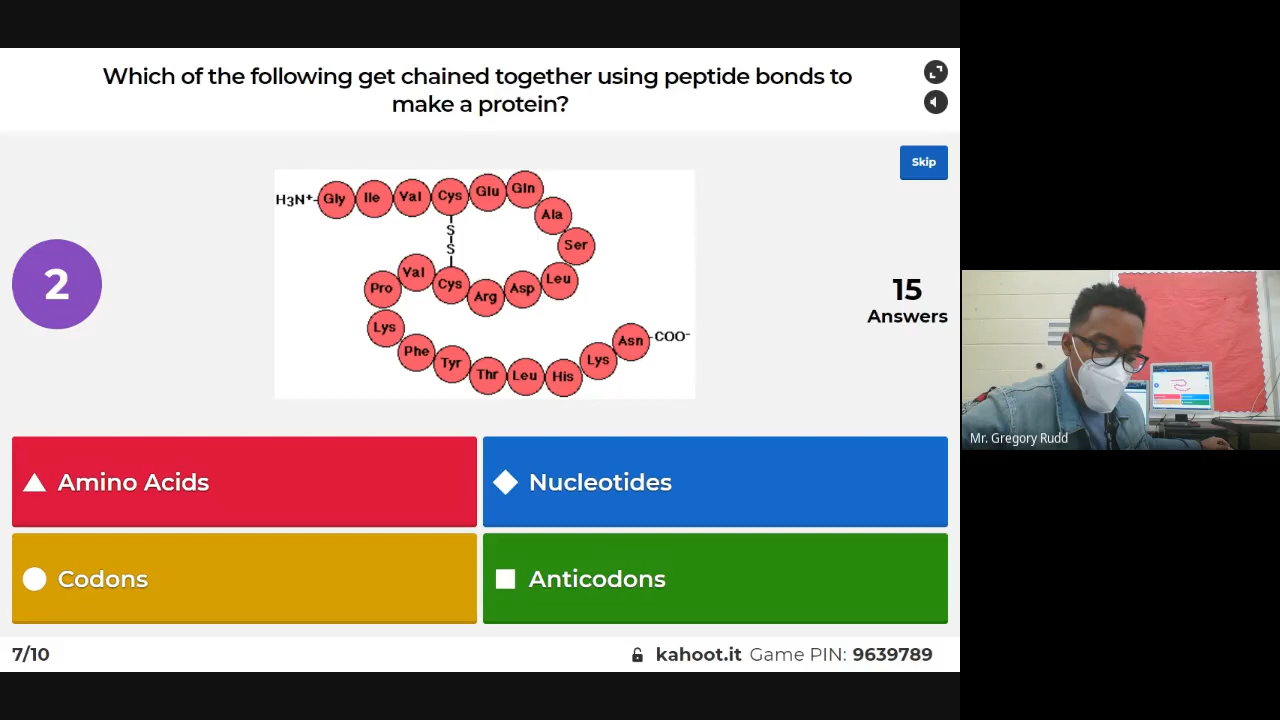 Which of the following get chained together using peptide bonds to
make a protein?
Skip
H3N+ Gly Ile Val Cys Glu Gln
Ala
Ser
Leu
Asp
Arg
Cys
Val
Pro
S
S
Lys
Phe
Tyr
Thr
Leu
His
Lys
Asn
COO-
2
15
Answers
Mr. Gregory Rudd
Amino Acids
Nucleotides
Codons
Anticodons
7/10
kahoot.it Game PIN: 9639789